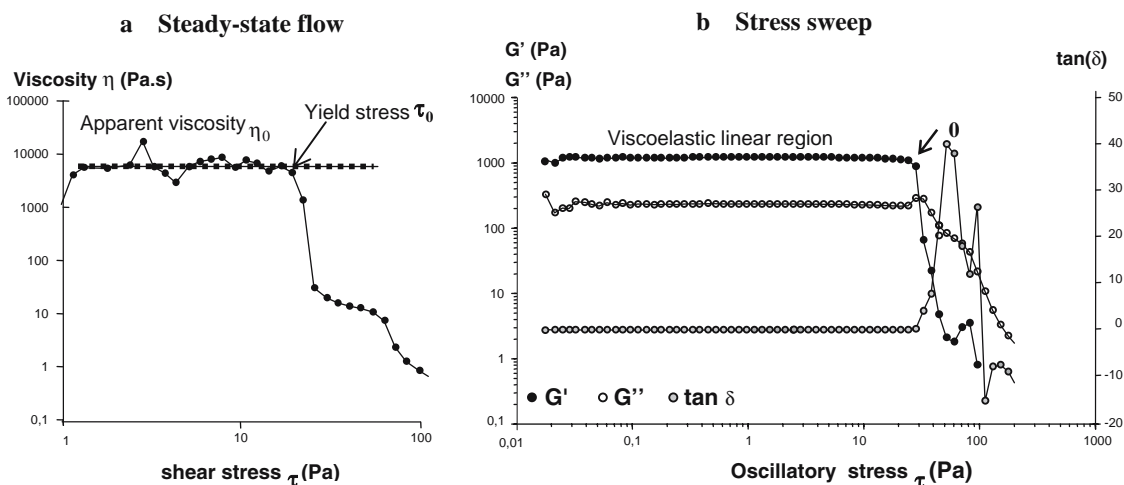 a Steady-state flow
Viscosity η (Pa.s)
100000
10000
1000
100
10
1
0,1
Apparent viscosity η0
Yield stress τ0
1
10
100
shear stress τ (Pa)
b Stress sweep
G' (Pa)
G'' (Pa)
tan(δ)
10000
1000
100
10
1
0,1
Viscoelastic linear region
0
50
40
30
20
10
0
-10
-20
G'
G''
tan δ
0,01
0,1
1
10
100
1000
Oscillatory stress τ (Pa)